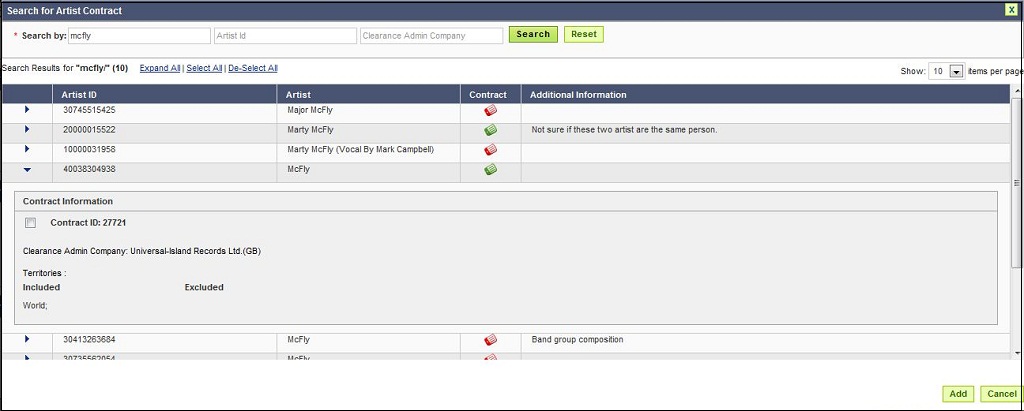 Search for Artist Contract X
* Search by: mcfly Artist Id Clearance Admin Company Search Reset
Search Results for "mcfly/" (10) Expand All | Select All | De-Select All
Show: 10 items per page
Artist ID Artist Contract Additional Information
30745515425 Major McFly
20000015522 Marty McFly Not sure if these two artist are the same person.
10000031958 Marty McFly (Vocal By Mark Campbell)
40038304938 McFly
Contract Information
Contract ID: 27721
Clearance Admin Company: Universal-Island Records Ltd.(GB)
Territories :
Included Excluded
World;
30413263684 McFly Band group composition
30735562054 McFly
Add Cancel